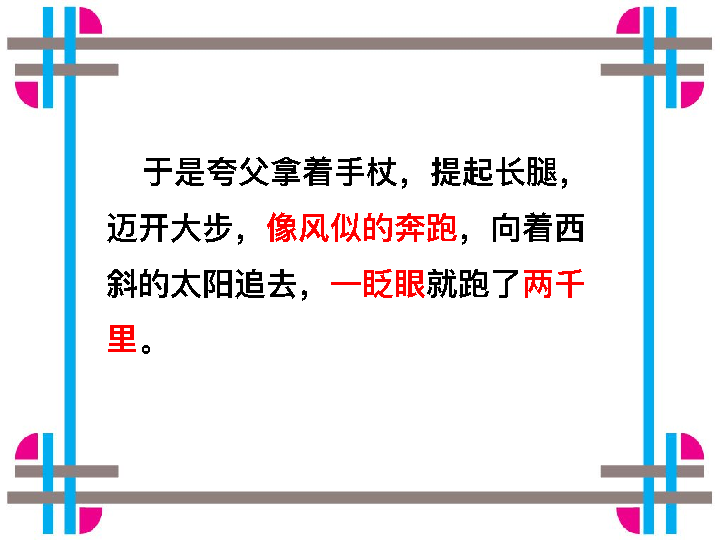 于是夸父拿着手杖，提起长腿，
迈开大步，像风似的奔跑，向着西
斜的太阳追去，一眨眼就跑了两千
里。